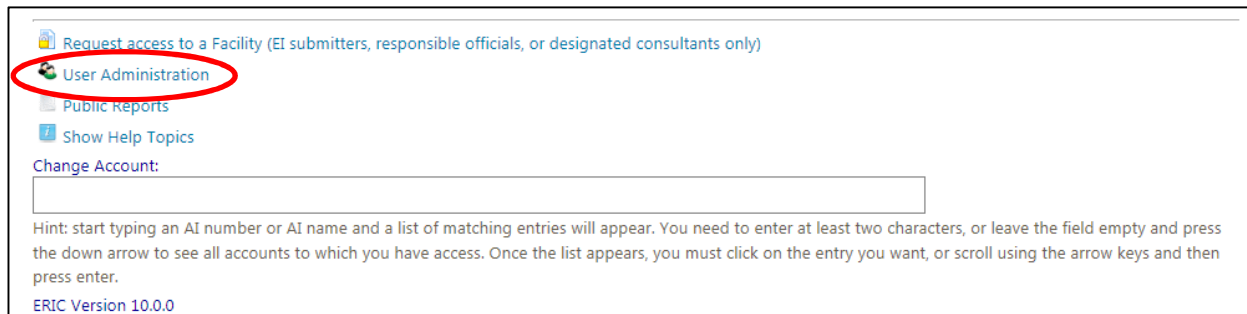 Request access to a Facility (EI submitters, responsible officials, or designated consultants only)
User Administration
Public Reports
Show Help Topics
Change Account:
Hint: start typing an AI number or AI name and a list of matching entries will appear. You need to enter at least two characters, or leave the field empty and press
the down arrow to see all accounts to which you have access. Once the list appears, you must click on the entry you want, or scroll using the arrow keys and then
press enter.
ERIC Version 10.0.0